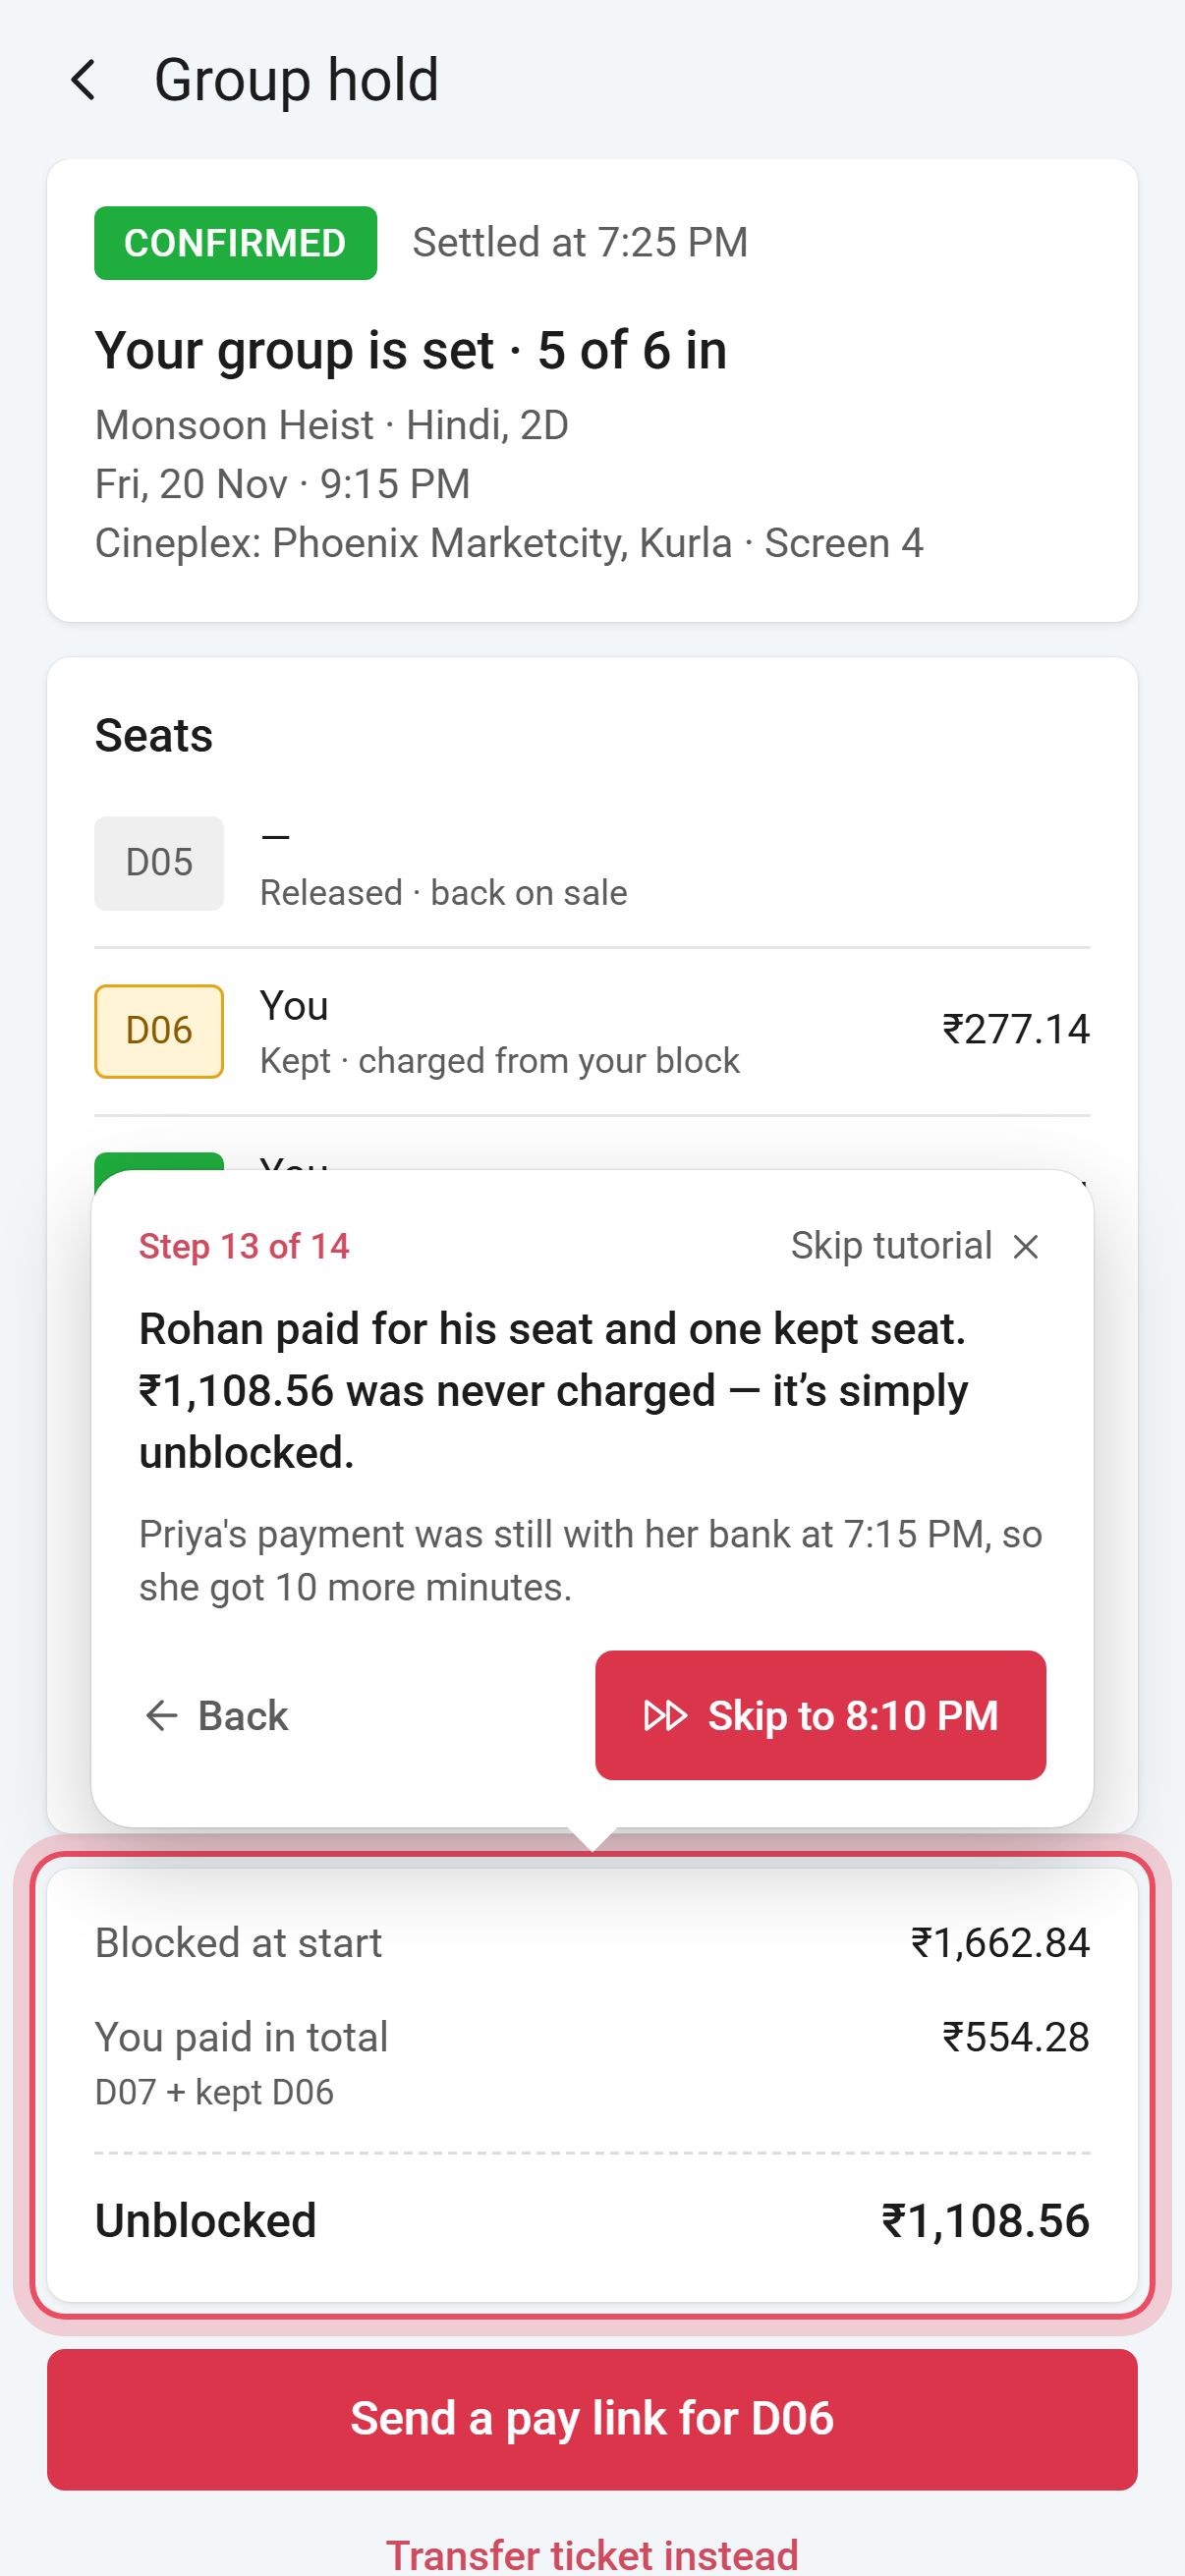 Group hold
CONFIRMED
Settled at 7:25 PM
Your group is set · 5 of 6 in
Monsoon Heist · Hindi, 2D
Fri, 20 Nov · 9:15 PM
Cineplex: Phoenix Marketcity, Kurla · Screen 4
Seats
D05
—
Released · back on sale
D06
You
Kept · charged from your block
₹277.14
You
Step 13 of 14
Skip tutorial
Rohan paid for his seat and one kept seat.
₹1,108.56 was never charged — it’s simply
unblocked.
Priya's payment was still with her bank at 7:15 PM, so
she got 10 more minutes.
Back
Skip to 8:10 PM
Blocked at start
₹1,662.84
You paid in total
₹554.28
D07 + kept D06
Unblocked
₹1,108.56
Send a pay link for D06
Transfer ticket instead